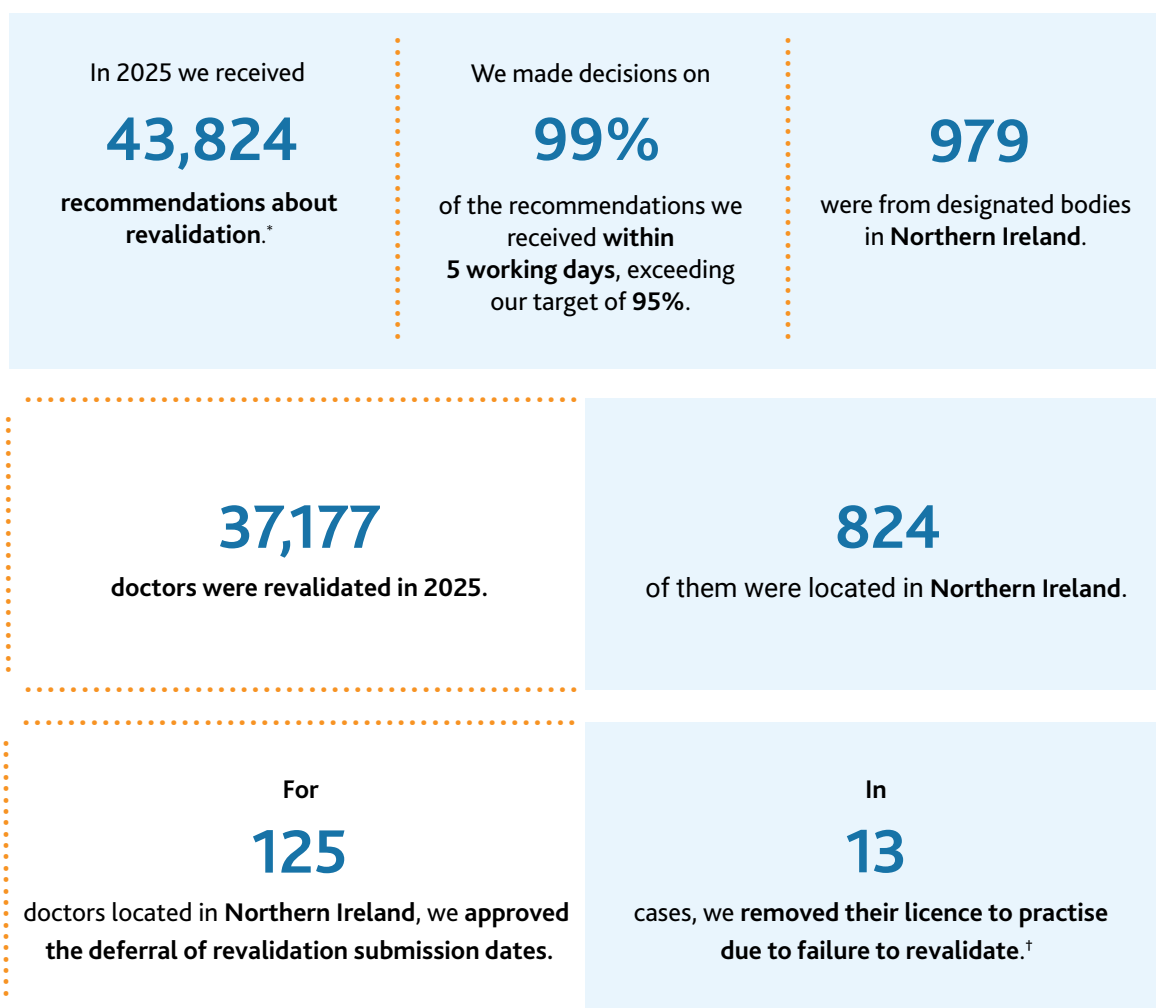 In 2025 we received
43,824
recommendations about
revalidation.*
We made decisions on
99%
of the recommendations we
received within
5 working days, exceeding
our target of 95%.
979
were from designated bodies
in Northern Ireland.
37,177
doctors were revalidated in 2025.
824
of them were located in Northern Ireland.
For
125
doctors located in Northern Ireland, we approved
the deferral of revalidation submission dates.
In
13
cases, we removed their licence to practise
due to failure to revalidate.†